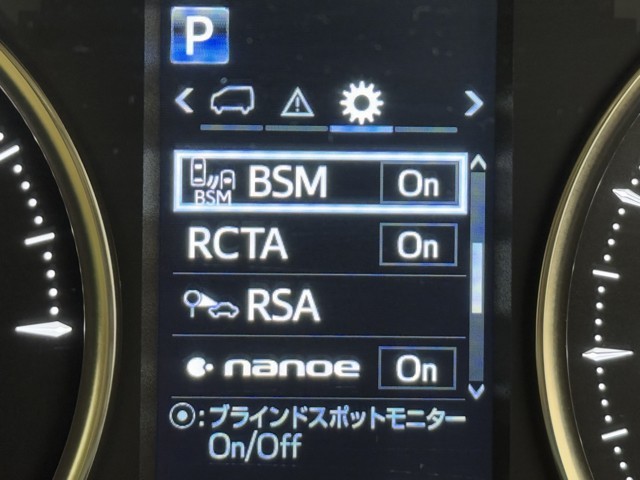 P
BSM BSM On
RCTA On
RSA
nanoe On
◎:ブラインドスポットモニター
On/Off